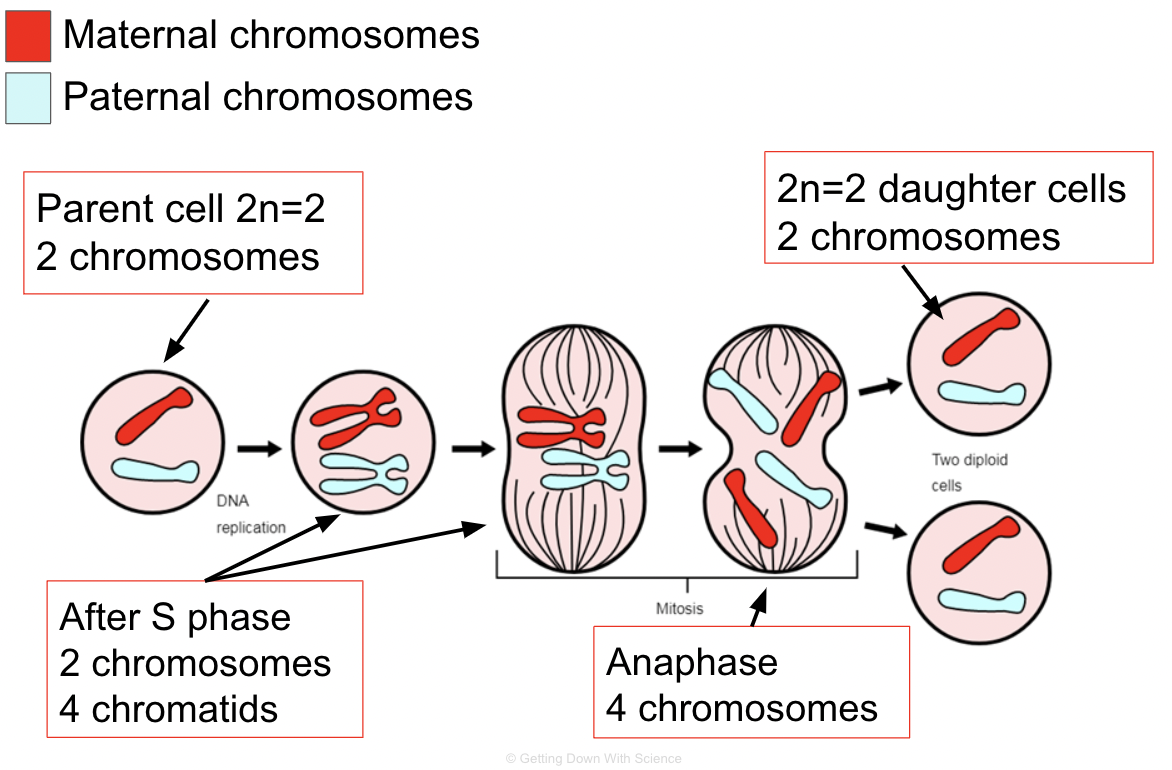 Maternal chromosomes
Paternal chromosomes
Parent cell 2n=2
2 chromosomes
2n=2 daughter cells
2 chromosomes
DNA
replication
Two diploid
cells
Mitosis
After S phase
2 chromosomes
4 chromatids
Anaphase
4 chromosomes
© Getting Down With Science